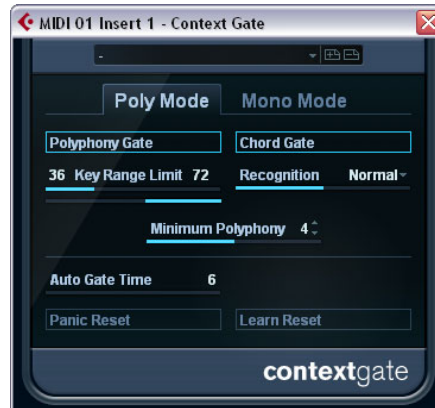 MIDI 01 Insert 1 - Context Gate
-
Poly Mode Mono Mode
Polyphony Gate Chord Gate
36 Key Range Limit 72 Recognition Normal
Minimum Polyphony 4
Auto Gate Time 6
Panic Reset Learn Reset
contextgate